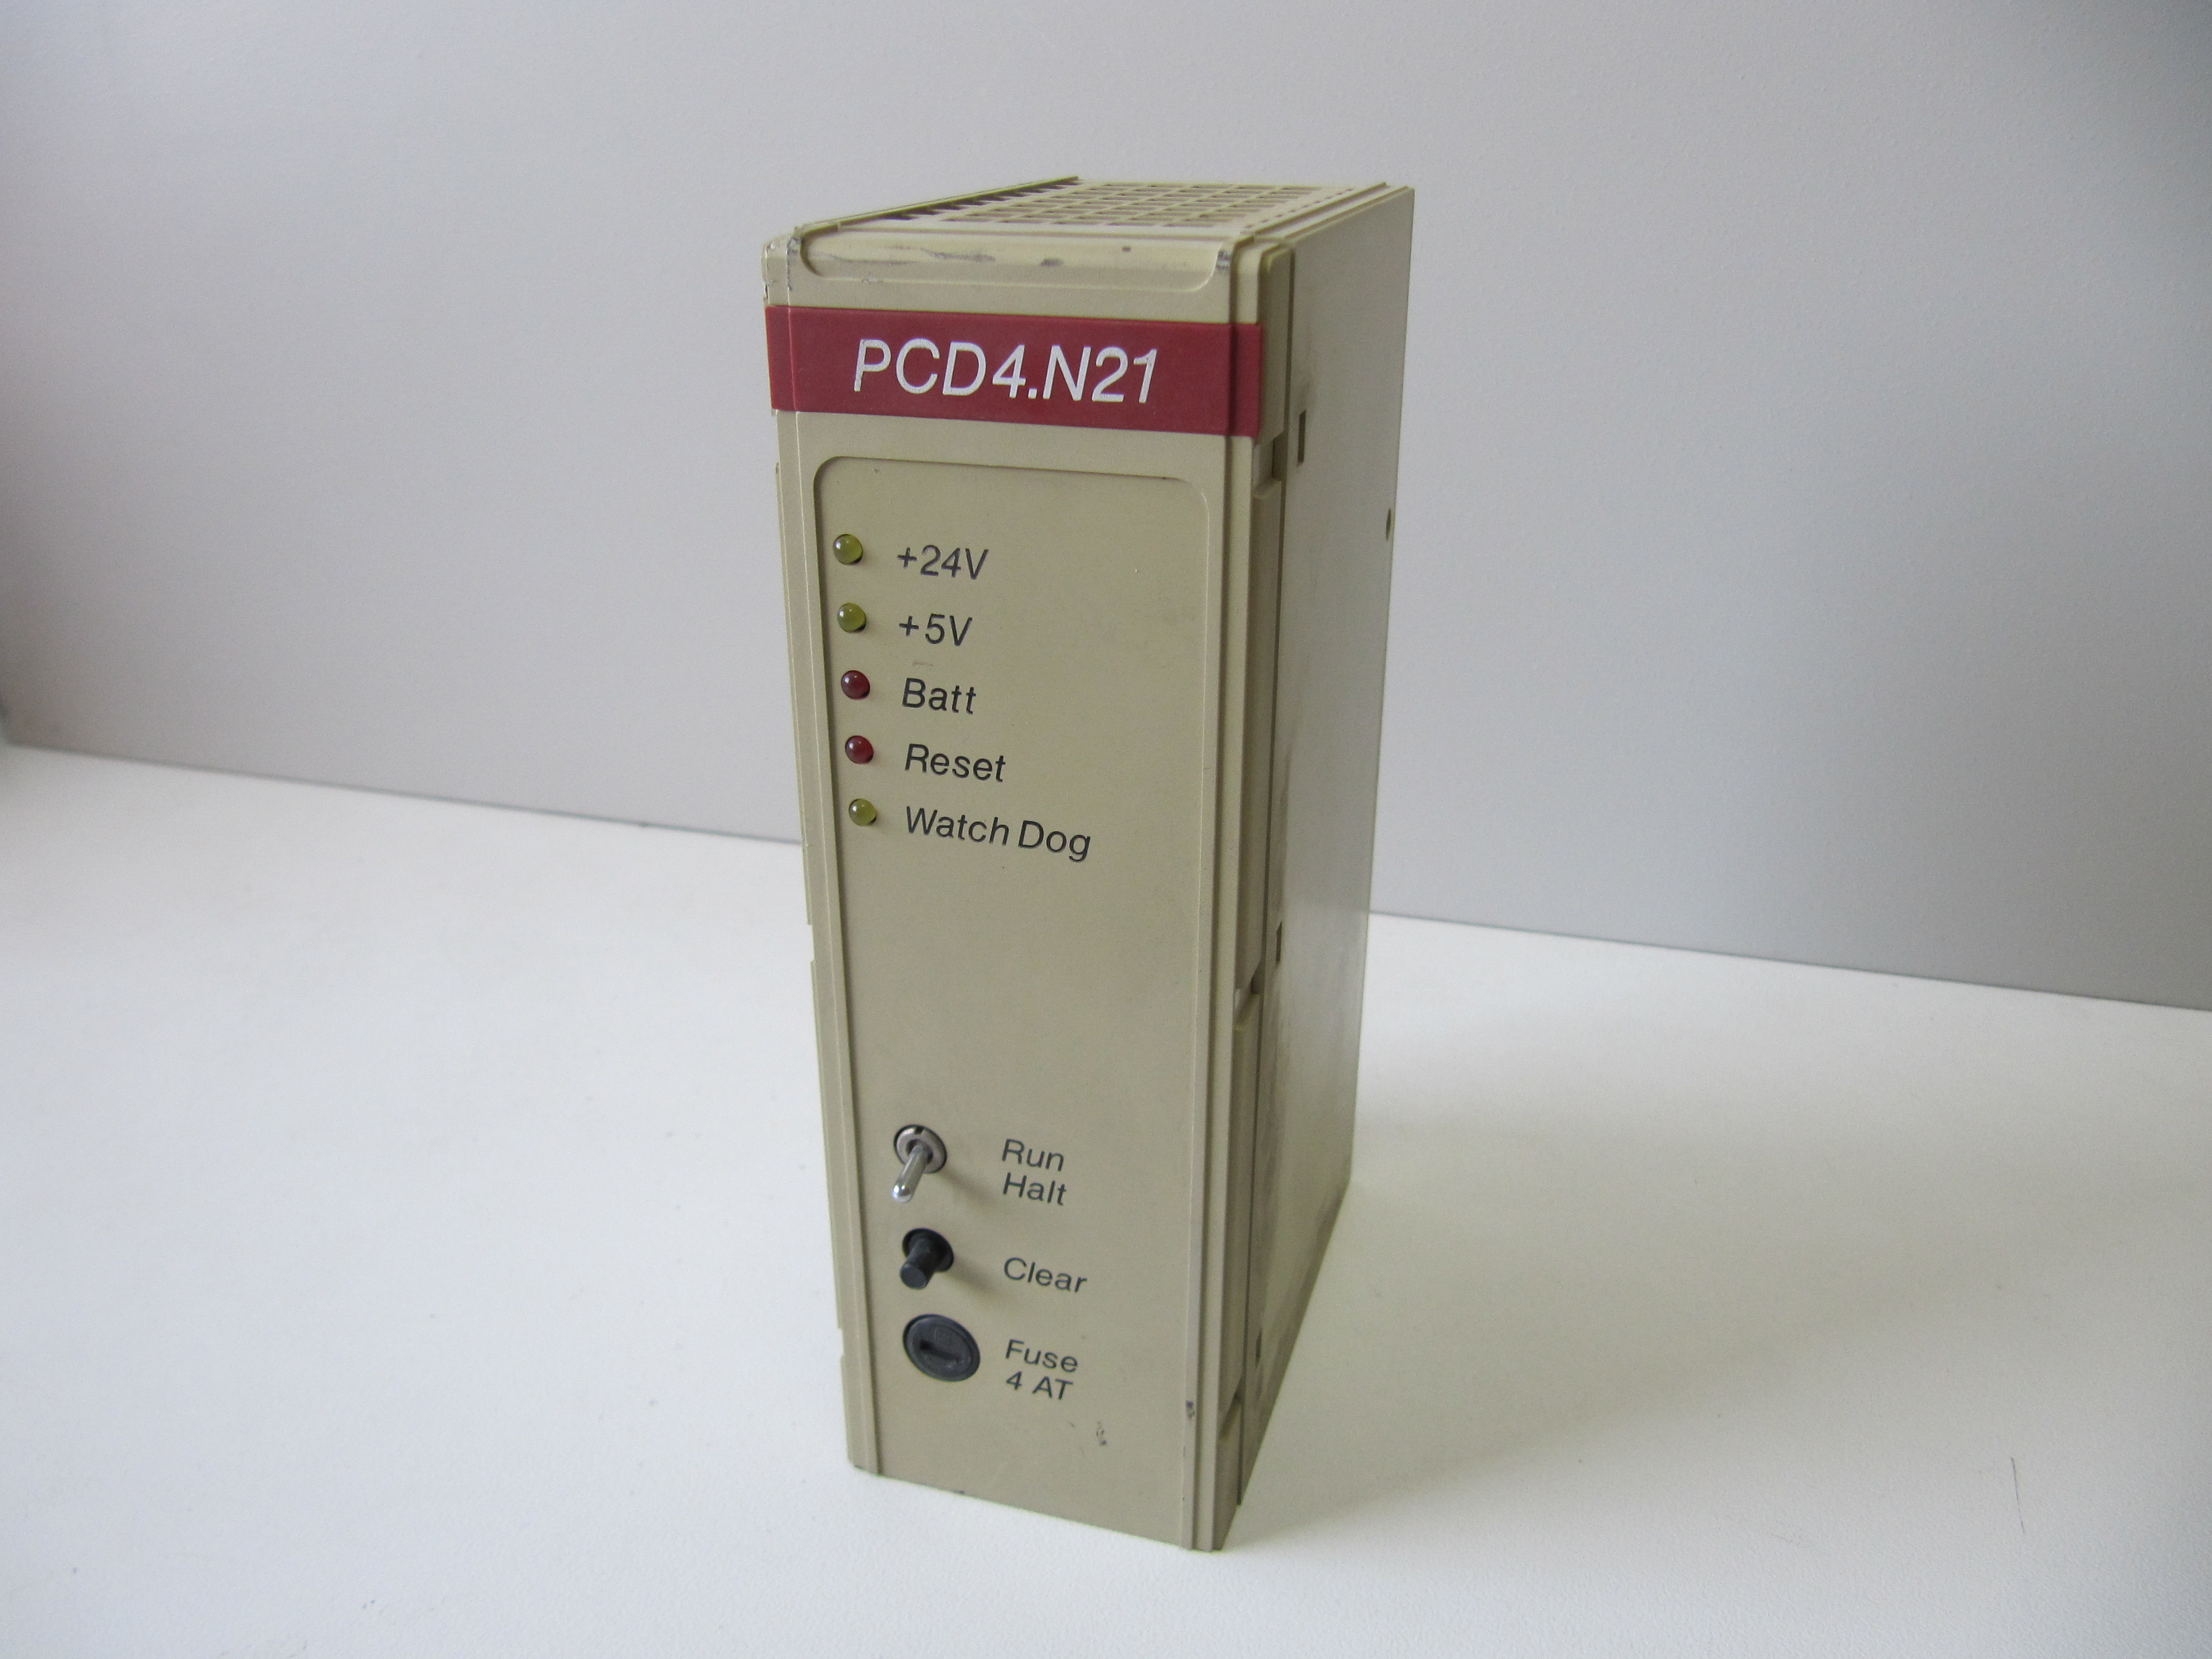 PCD4.N21
+24V
+5V
Batt
Reset
Watch Dog
Run
Halt
Clear
Fuse
4 AT